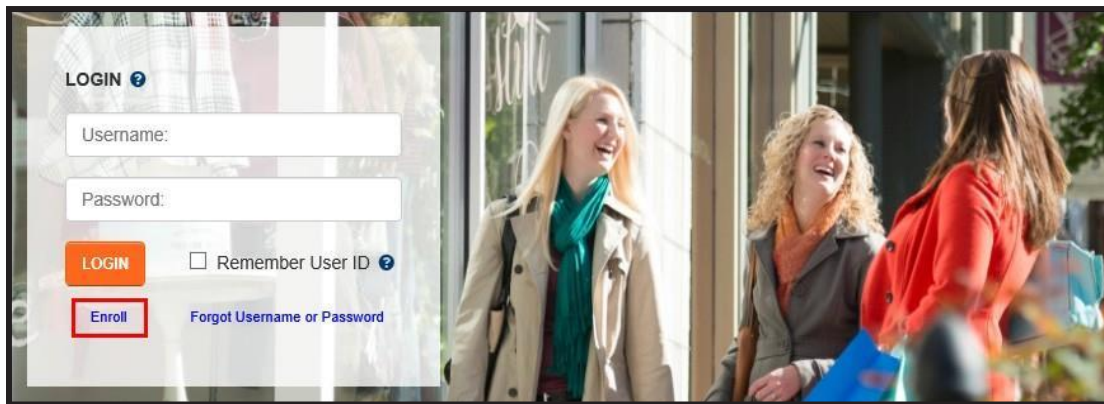 LOGIN
Username:
Password:
LOGIN
Remember User ID
Enroll
Forgot Username or Password